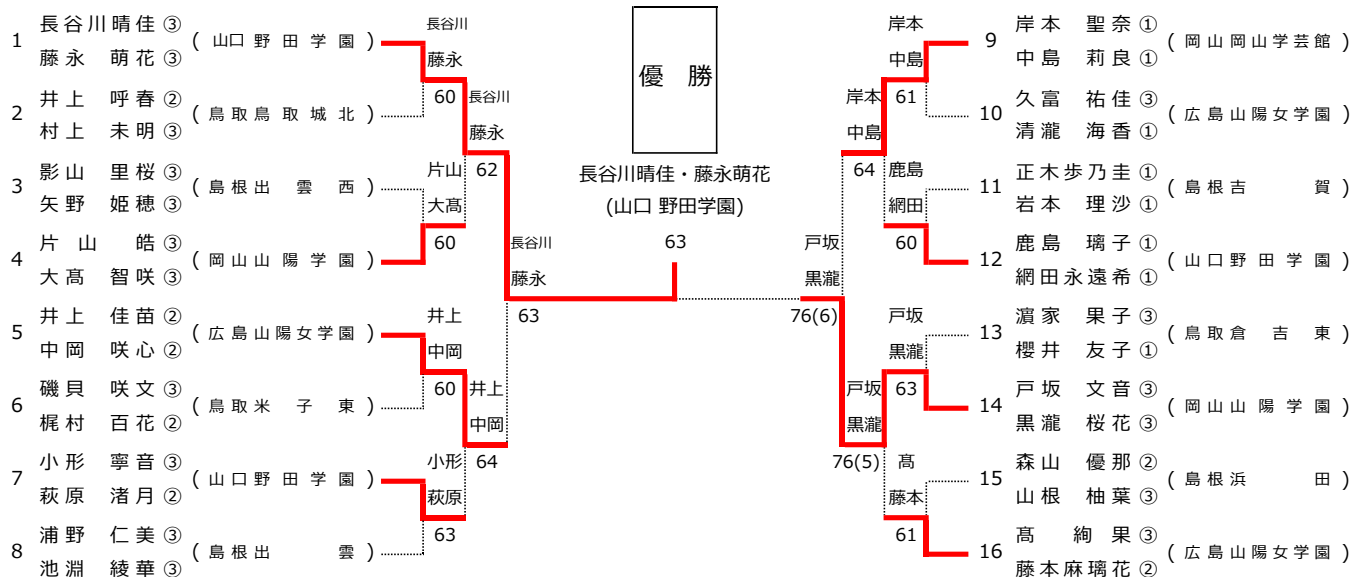 1 長谷川晴佳 ③ 藤永 萌花 ③ ( 山口 野田学園 )
2 井上 呼春 ② 村上 未明 ③ ( 鳥取 鳥取城北 )
3 影山 里桜 ③ 矢野 姫穂 ③ ( 島根 出雲西 )
4 片山 皓 ③ 大髙 智咲 ③ ( 岡山 山陽学園 )
5 井上 佳苗 ② 中岡 咲心 ② ( 広島 山陽女学園 )
6 磯貝 咲文 ③ 梶村 百花 ② ( 鳥取 米子東 )
7 小形 寧音 ③ 萩原 渚月 ② ( 山口 野田学園 )
8 浦野 仁美 ③ 池淵 綾華 ③ ( 島根 出雲 )
長谷川
藤永
60
片山
大髙
60
井上
中岡
60
小形
萩原
63
長谷川
藤永
62
井上
中岡
64
長谷川
藤永
63
優 勝
長谷川晴佳・藤永萌花
(山口 野田学園)
63
戸坂
黒瀧
76(6)
岸本
中島
64
戸坂
黒瀧
76(5)
岸本
中島
61
鹿島
網田
60
戸坂
黒瀧
63
髙
藤本
61
9 岸本 聖奈 ① 中島 莉良 ① ( 岡山 岡山学芸館 )
10 久富 祐佳 ③ 清瀧 海香 ① ( 広島 山陽女学園 )
11 正木歩乃圭 ① 岩本 理沙 ① ( 島根 吉賀 )
12 鹿島 璃子 ① 網田永遠希 ① ( 山口 野田学園 )
13 濵家 果子 ③ 櫻井 友子 ① ( 鳥取 倉吉東 )
14 戸坂 文音 ③ 黒瀧 桜花 ③ ( 岡山 山陽学園 )
15 森山 優那 ② 山根 柚葉 ③ ( 島根 浜田 )
16 髙 絢果 ③ 藤本麻璃花 ② ( 広島 山陽女学園 )